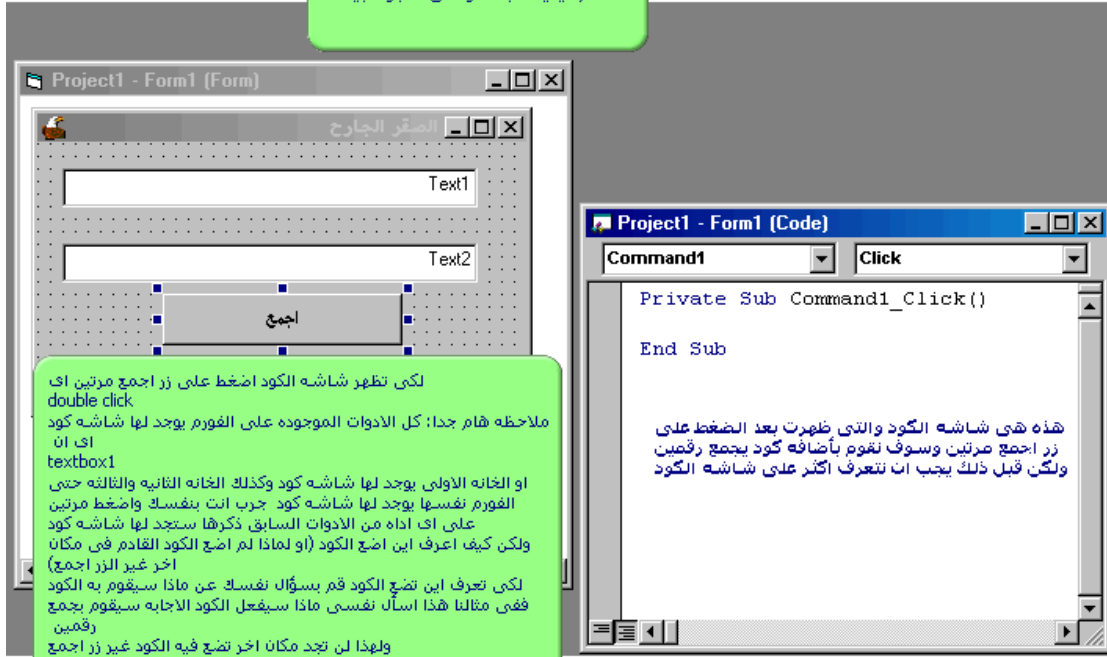 Project1 - Form1 (Form)
الصقر الجارح
Text1
Text2
اجمع
لكى تظهر شاشه الكود اضغط على زر اجمع مرتين اى
double click
ملاحظه هام جدا: كل الادوات الموجوده على الفورم يوجد لها شاشه كود
اى ان
textbox1
او الخانه الاولى يوجد لها شاشه كود وكذلك الخانه الثانيه والثالثه حتى
الفورم نفسها يوجد لها شاشه كود جرب انت بنفسك واضغط مرتين
على اى اداه من الادوات السابق ذكرها ستجد لها شاشه كود
ولكن كيف اعرف اين اضع الكود (او لماذا لم اضع الكود القادم فى مكان
اخر غير الزر اجمع)
لكى تعرف اين تضع الكود قم بسؤال نفسك عن ماذا سيقوم به الكود
ففى مثالنا هذا اسأل نفسى ماذا سيفعل الكود الاجابه سيقوم بجمع
رقمين
ولهذا لن تجد مكان اخر تضع فيه الكود غير زر اجمع
Project1 - Form1 (Code)
Command1
Click
Private Sub Command1_Click()
End Sub
هذه هى شاشه الكود والتى ظهرت بعد الضغط على
زر اجمع مرتين وسوف نقوم بأضافه كود يجمع رقمين
ولكن قبل ذلك يجب ان نتعرف اكثر على شاشه الكود